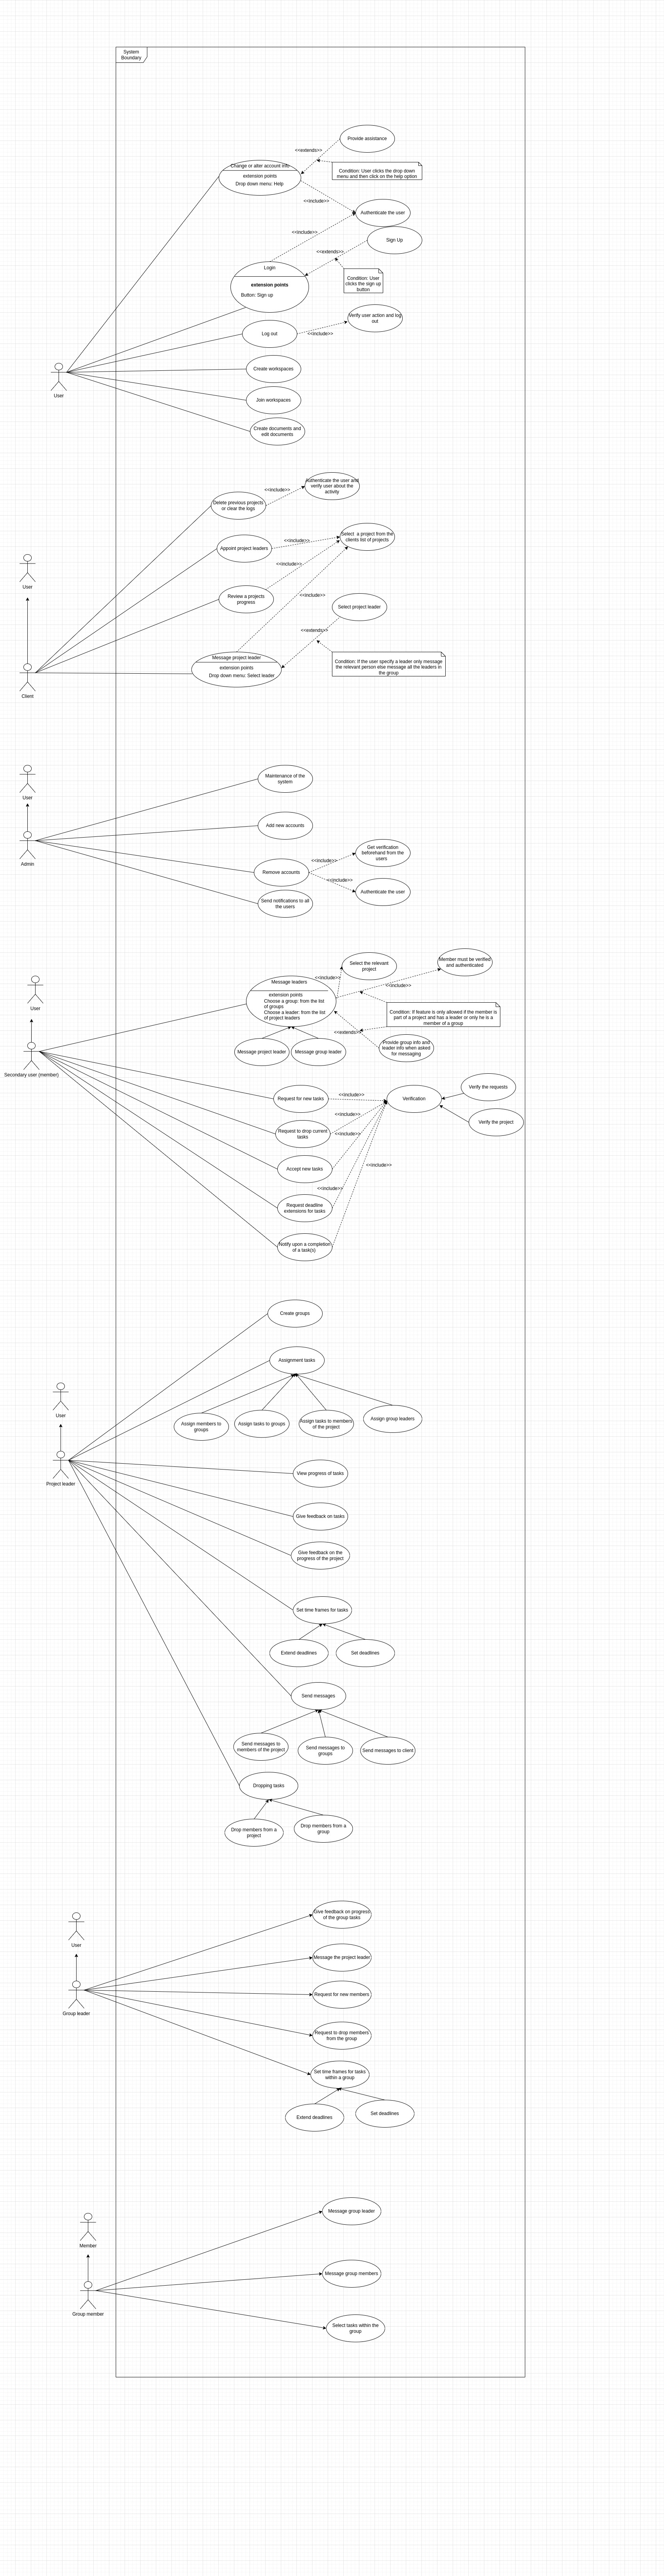 System
Boundary
Provide assistance
<<extends>>
Change or alter account info
extension points
Drop down menu: Help
Condition: User clicks the drop down
menu and then click on the help option
<<include>>
Authenticate the user
<<include>>
Sign Up
<<extends>>
Login
extension points
Button: Sign up
Condition: User
clicks the sign up
button
Verify user action and log
out
Log out
<<include>>
User
Create workspaces
Join workspaces
Create documents and
edit documents
Authenticate the user and
verify user about the
activity
<<include>>
Delete previous projects
or clear the logs
Select  a project from the
clients list of projects
<<include>>
Appoint project leaders
<<include>>
User
Review a projects
progress
<<include>>
Select project leader
<<extends>>
Message project leader
extension points
Drop down menu: Select leader
Condition: If the user specify a leader only message
the relevant person else message all the leaders in
the group
Client
Maintenance of the
system
User
Add new accounts
Get verification
beforehand from the
users
<<include>>
Admin
Remove accounts
<<include>>
Authenticate the user
Send notifications to all
the users
Select the relevant
project
Member must be verified
and authenticated
<<include>>
Message leaders
<<include>>
extension points
Choose a group: from the list
of groups
Choose a leader: from the list
of project leaders
User
Condition: If feature is only allowed if the member is
part of a project and has a leader or only he is a
member of a group
<<extends>>
Provide group info and
leader info when asked
for messaging
Message project leader
Message group leader
Secondary user (member)
Verify the requests
Request for new tasks
<<include>>
Verification
<<include>>
Verify the project
Request to drop current
tasks
<<include>>
Accept new tasks
<<include>>
<<include>>
Request deadline
extensions for tasks
Notify upon a completion
of a task(s)
Create groups
Assignment tasks
User
Assign members to
groups
Assign tasks to groups
Assign tasks to members
of the project
Assign group leaders
Project leader
View progress of tasks
Give feedback on tasks
Give feedback on the
progress of the project
Set time frames for tasks
Extend deadlines
Set deadlines
Send messages
Send messages to
members of the project
Send messages to
groups
Send messages to client
Dropping tasks
Drop members from a
project
Drop members from a
group
Give feedback on progress
of the group tasks
User
Message the project leader
Request for new members
Group leader
Request to drop members
from the group
Set time frames for tasks
within a group
Extend deadlines
Set deadlines
Message group leader
Member
Message group members
Group member
Select tasks within the
group